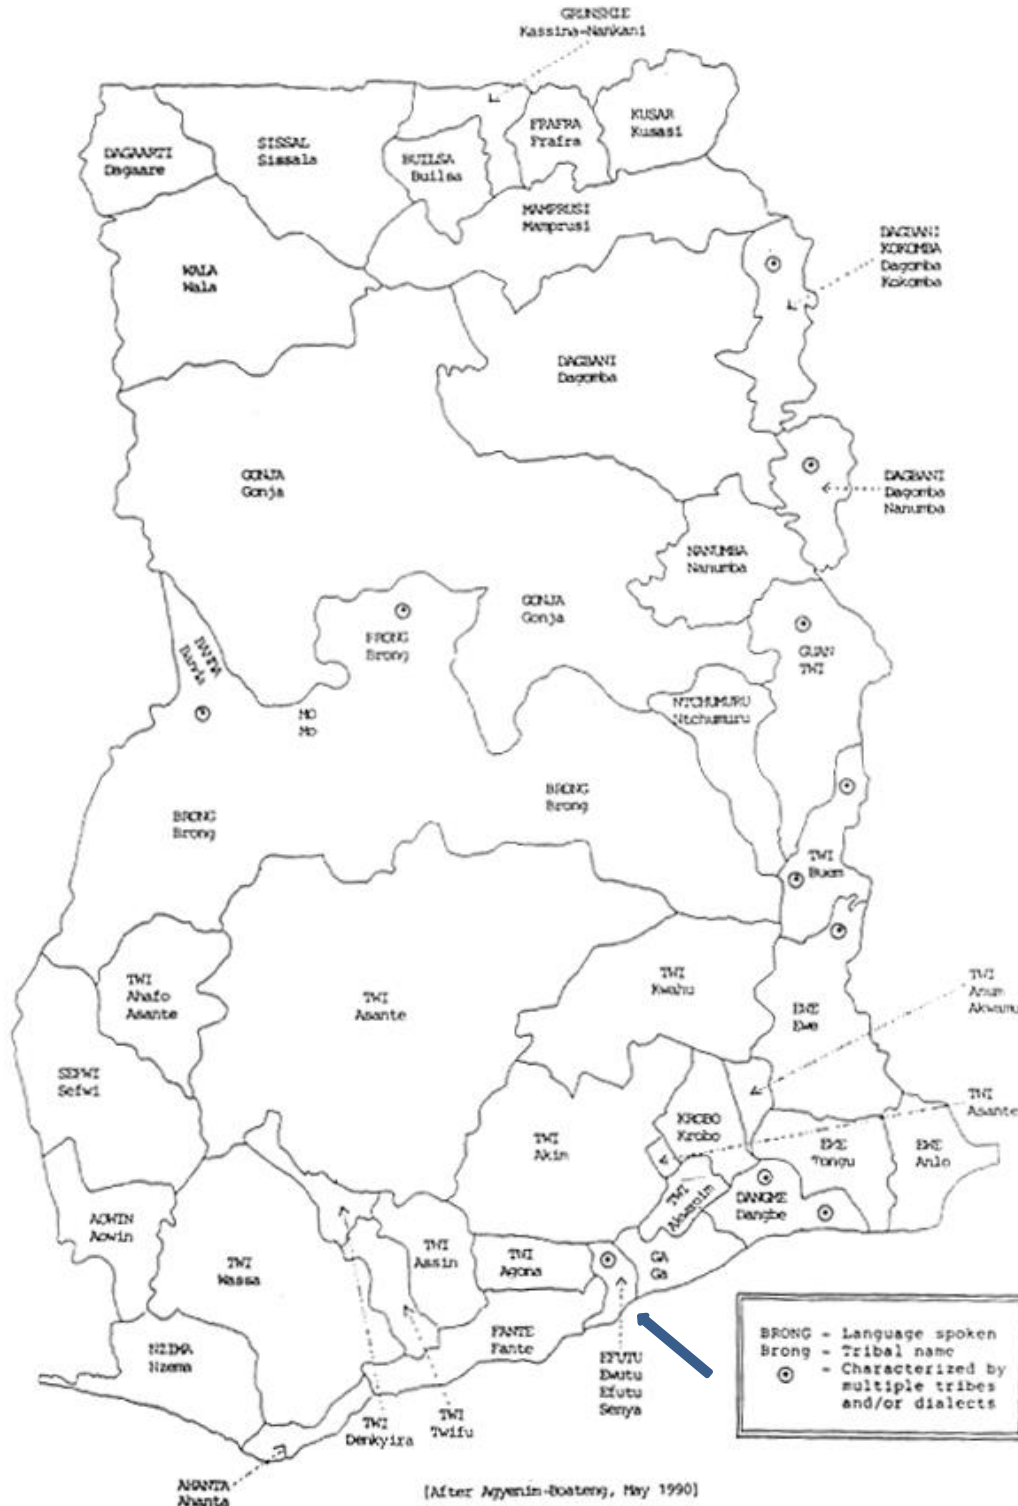 GRUNSHIE
Kassina-Nankani
KUSAR
Kusasi
FRAFRA
Frafra
DAGAARTI
Dagaare
SISSAL
Sissala
BUILSA
Builsa
MAMPRUSI
Mamprusi
DAGBANI
KOKOMBA
Dagomba
Kokomba
WALA
Wala
DAGBANI
Dagomba
GONJA
Gonja
DAGBANI
Dagomba
Nanumba
NANUMBA
Nanumba
GONJA
Gonja
BRONG
Brong
GUAN
TWI
BANDA
Banda
NTCHUMURU
Ntchumuru
MO
Mo
BRONG
Brong
BRONG
Brong
TWI
Buem
TWI
Ahafo
Asante
TWI
Asante
TWI
Kwahu
TWI
Anum
Akwamu
EWE
Ewe
SEFWI
Sefwi
TWI
Asante
KROBO
Krobo
TWI
Akim
EWE
Tongu
EWE
Anlo
TWI
Akwapim
DANGME
Dangbe
AOWIN
Aowin
TWI
Wassa
TWI
Assin
TWI
Agona
GA
Ga
NZEMA
Nzema
FANTE
Fante
EFUTU
Ewutu
Efutu
Senya
TWI
Denkyira
TWI
Twifu
AHANTA
Ahanta
BRONG - Language spoken
Brong - Tribal name
- Characterized by
multiple tribes
and/or dialects
[After Agyenim-Boateng, May 1990]